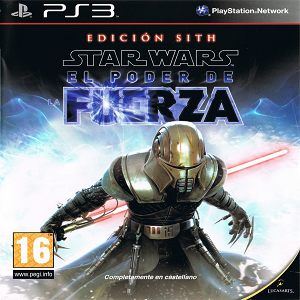 PS3
PlayStation®Network
EDICIÓN SITH
STAR WARS
EL PODER DE
LA FUERZA
16
www.pegi.info
Completamente en castellano
LUCASARTS